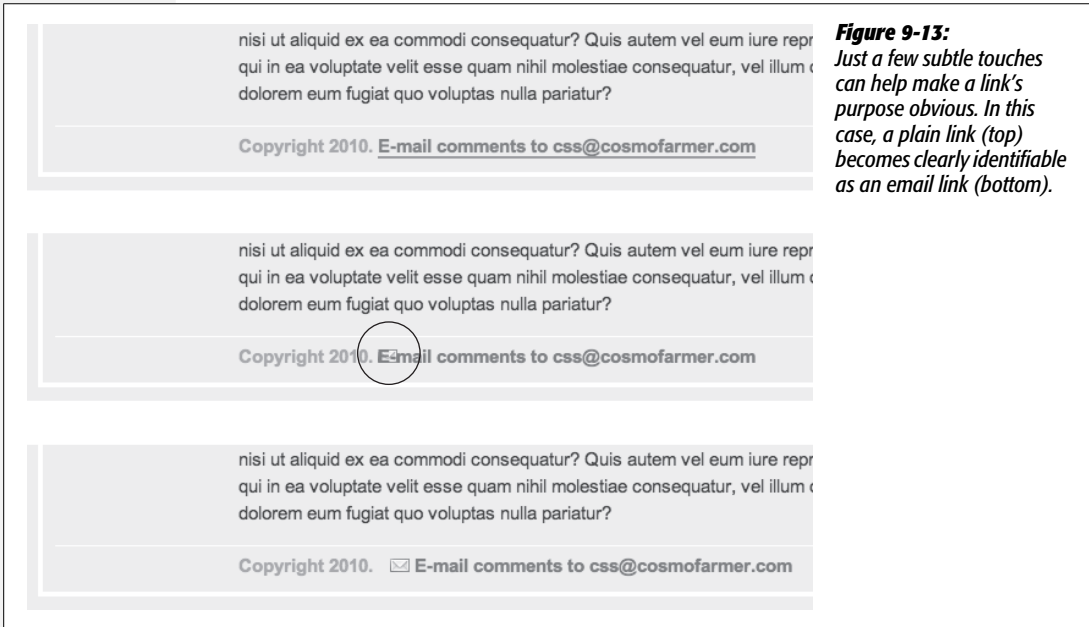 nisi ut aliquid ex ea commodi consequatur? Quis autem vel eum iure repr
qui in ea voluptate velit esse quam nihil molestiae consequatur, vel illum
dolorem eum fugiat quo voluptas nulla pariatur?
Copyright 2010. E-mail comments to css@cosmofarmer.com
nisi ut aliquid ex ea commodi consequatur? Quis autem vel eum iure repr
qui in ea voluptate velit esse quam nihil molestiae consequatur, vel illum
dolorem eum fugiat quo voluptas nulla pariatur?
Copyright 2010. E-mail comments to css@cosmofarmer.com
nisi ut aliquid ex ea commodi consequatur? Quis autem vel eum iure repr
qui in ea voluptate velit esse quam nihil molestiae consequatur, vel illum
dolorem eum fugiat quo voluptas nulla pariatur?
Copyright 2010. E-mail comments to css@cosmofarmer.com
Figure 9-13:
Just a few subtle touches
can help make a link's
purpose obvious. In this
case, a plain link (top)
becomes clearly identifiable
as an email link (bottom).